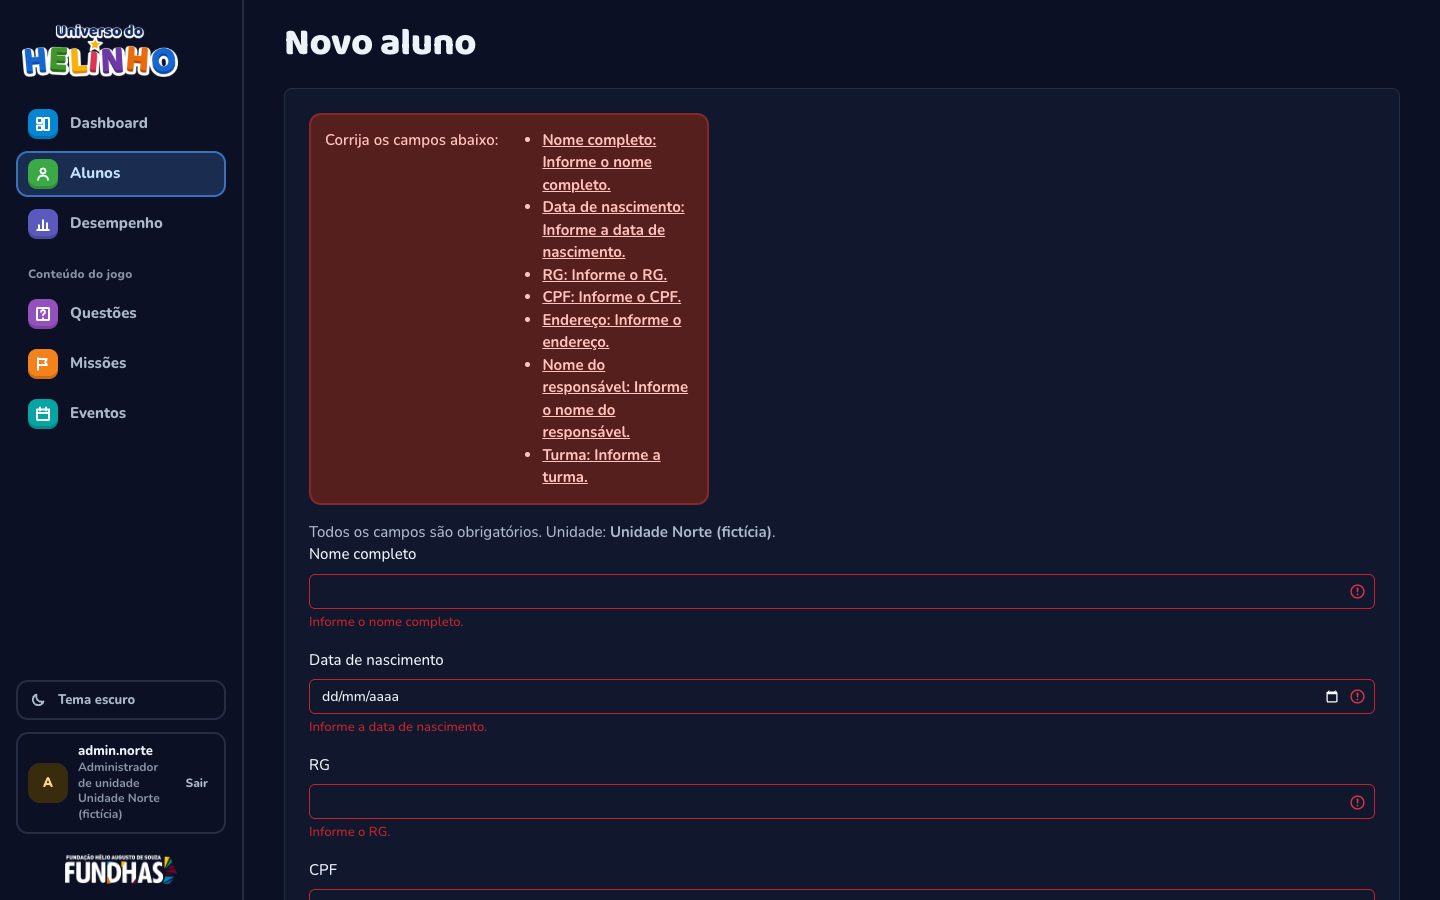 Universo do
HELINHO
Dashboard
Alunos
Desempenho
Conteúdo do jogo
Questões
Missões
Eventos
Tema escuro
A
admin.norte
Administrador
de unidade
Unidade Norte
(fictícia)
Sair
FUNDAÇÃO HÉLIO AUGUSTO DE SOUZA
FUNDHAS
Novo aluno
Corrija os campos abaixo:
Nome completo:
Informe o nome
completo.
Data de nascimento:
Informe a data de
nascimento.
RG: Informe o RG.
CPF: Informe o CPF.
Endereço: Informe o
endereço.
Nome do
responsável: Informe
o nome do
responsável.
Turma: Informe a
turma.
Todos os campos são obrigatórios. Unidade: Unidade Norte (fictícia).
Nome completo
Informe o nome completo.
Data de nascimento
dd/mm/aaaa
Informe a data de nascimento.
RG
Informe o RG.
CPF